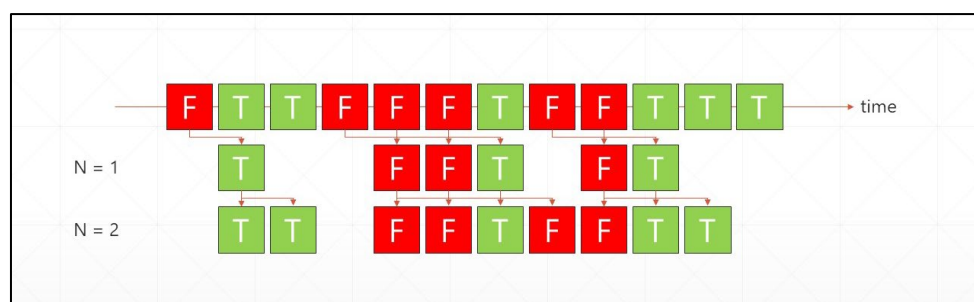 F T T F F F T F F T T T time
N = 1 T F F T F T
N = 2 T T F F T F F T T